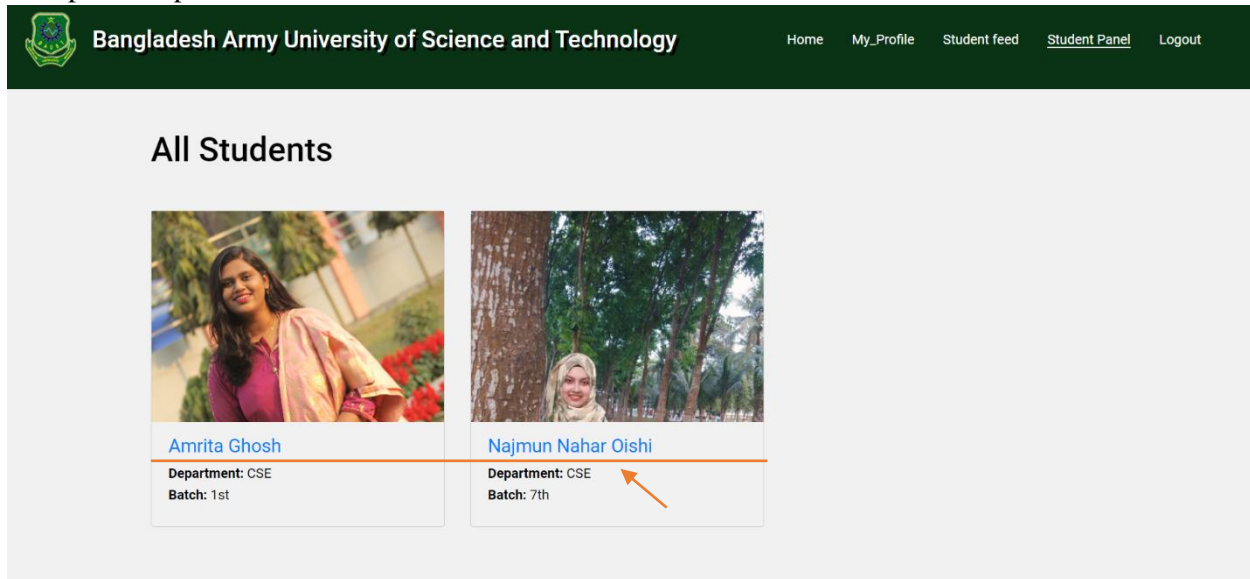 Bangladesh Army University of Science and Technology
Home My_Profile Student feed Student Panel Logout
All Students
Amrita Ghosh
Department: CSE
Batch: 1st
Najmun Nahar Oishi
Department: CSE
Batch: 7th